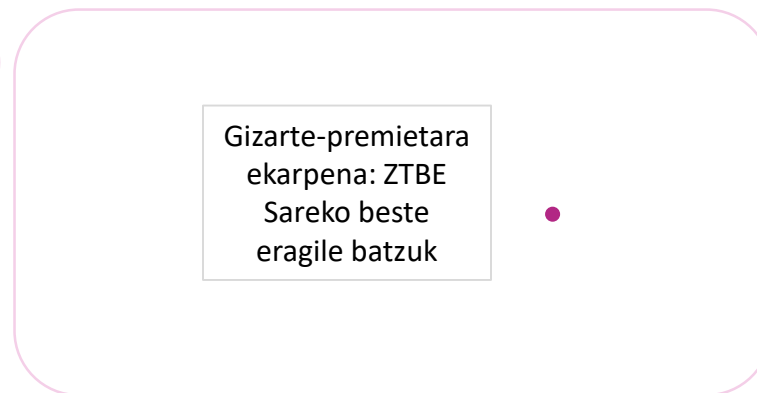 Gizarte-premietara
ekarpena: ZTBE
Sareko beste
eragile batzuk